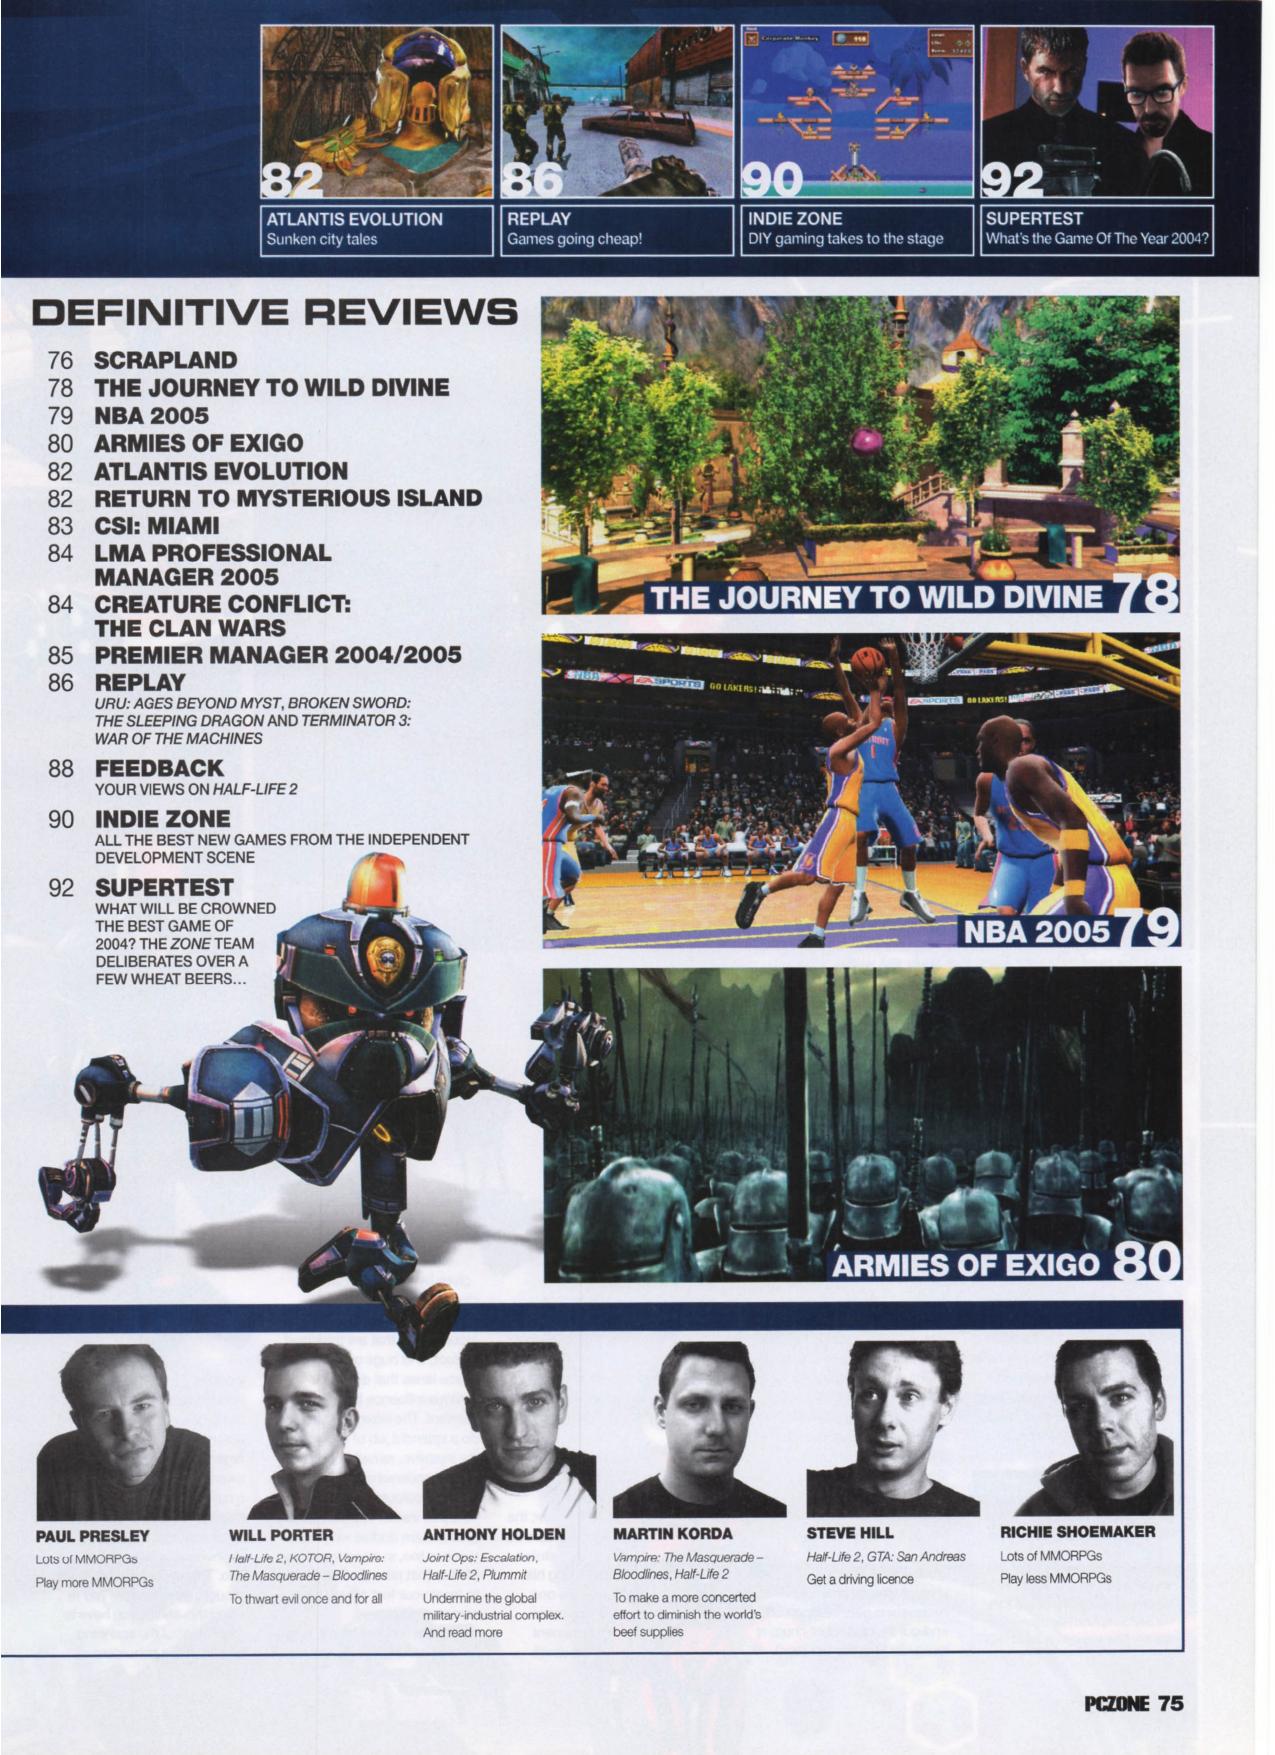 82
ATLANTIS EVOLUTION
Sunken city tales
86
REPLAY
Games going cheap!
90
INDIE ZONE
DIY gaming takes to the stage
92
SUPERTEST
What's the Game Of The Year 2004?
DEFINITIVE REVIEWS
76 SCRAPLAND
78 THE JOURNEY TO WILD DIVINE
79 NBA 2005
80 ARMIES OF EXIGO
82 ATLANTIS EVOLUTION
82 RETURN TO MYSTERIOUS ISLAND
83 CSI: MIAMI
84 LMA PROFESSIONAL
MANAGER 2005
84 CREATURE CONFLICT:
THE CLAN WARS
85 PREMIER MANAGER 2004/2005
86 REPLAY
URU: AGES BEYOND MYST, BROKEN SWORD:
THE SLEEPING DRAGON AND TERMINATOR 3:
WAR OF THE MACHINES
88 FEEDBACK
YOUR VIEWS ON HALF-LIFE 2
90 INDIE ZONE
ALL THE BEST NEW GAMES FROM THE INDEPENDENT
DEVELOPMENT SCENE
92 SUPERTEST
WHAT WILL BE CROWNED
THE BEST GAME OF
2004? THE ZONE TEAM
DELIBERATES OVER A
FEW WHEAT BEERS...
THE JOURNEY TO WILD DIVINE 78
EA SPORTS GO LAKERS!
EA SPORTS GO LAKERS!
NBA 2005 79
ARMIES OF EXIGO 80
PAUL PRESLEY
Lots of MMORPGs
Play more MMORPGs
WILL PORTER
Half-Life 2, KOTOR, Vampire:
The Masquerade – Bloodlines
To thwart evil once and for all
ANTHONY HOLDEN
Joint Ops: Escalation,
Half-Life 2, Plummit
Undermine the global
military-industrial complex.
And read more
MARTIN KORDA
Vampire: The Masquerade –
Bloodlines, Half-Life 2
To make a more concerted
effort to diminish the world's
beef supplies
STEVE HILL
Half-Life 2, GTA: San Andreas
Get a driving licence
RICHIE SHOEMAKER
Lots of MMORPGs
Play less MMORPGs
PCZONE 75